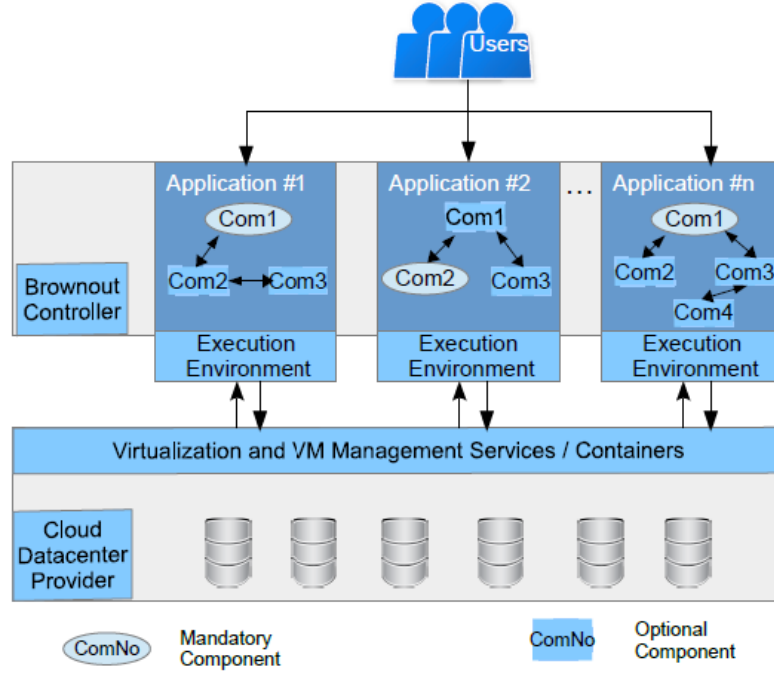 Users
Application #1
Application #2
...
Application #n
Com1
Com2
Com3
Com1
Com2
Com3
Com1
Com2
Com3
Com4
Brownout
Controller
Execution
Environment
Execution
Environment
Execution
Environment
Virtualization and VM Management Services / Containers
Cloud
Datacenter
Provider
ComNo
Mandatory
Component
ComNo
Optional
Component